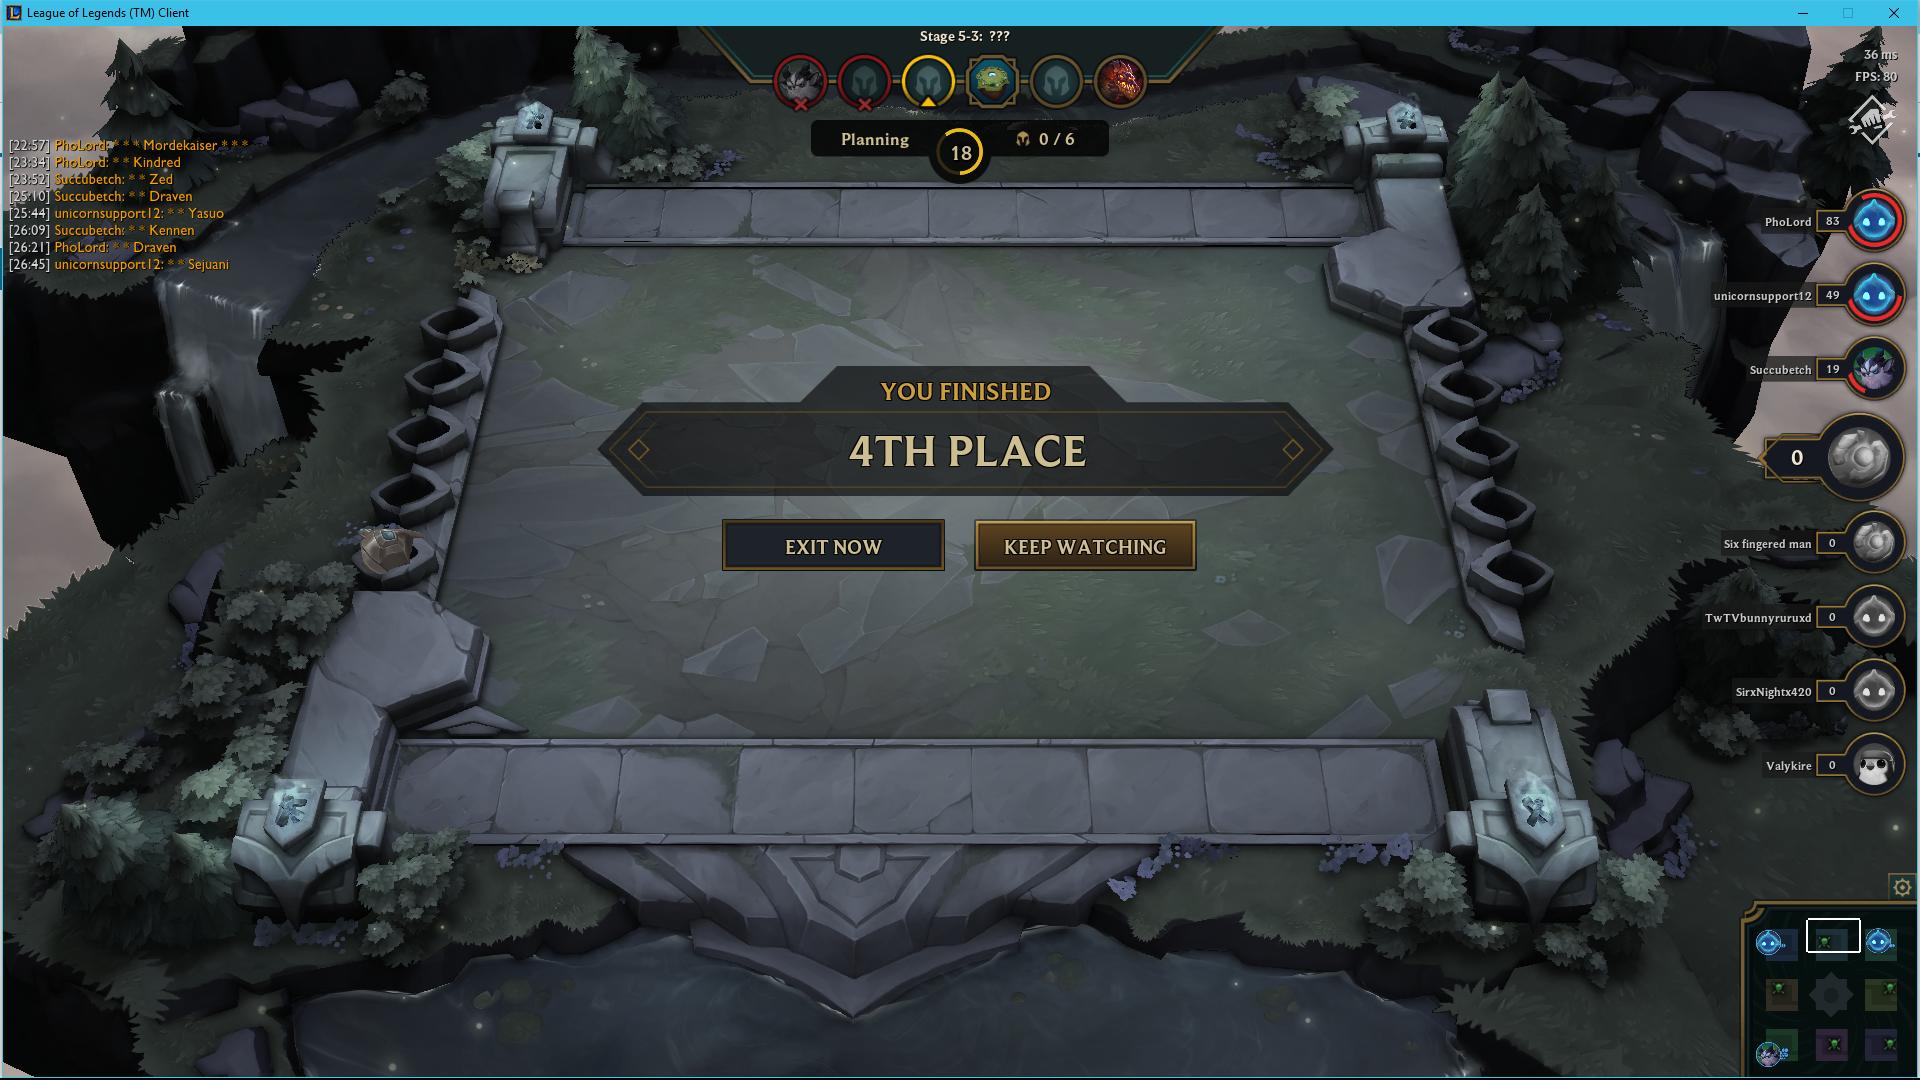 League of Legends (TM) Client
Stage 5-3: ???
36 ms
FPS: 80
Planning
18
0 / 6
[22:57] PhoLord: * * * Mordekaiser * * *
[23:34] PhoLord: * * Kindred
[23:52] Succubetch: * * Zed
[25:10] Succubetch: * * Draven
[25:44] unicornsupport12: * * Yasuo
[26:09] Succubetch: * * Kennen
[26:21] PhoLord: * * Draven
[26:45] unicornsupport12: * * Sejuani
PhoLord 83
unicornsupport12 49
Succubetch 19
0
Six fingered man 0
TwTVbunnyruruxd 0
SirxNightx420 0
Valykire 0
YOU FINISHED
4TH PLACE
EXIT NOW
KEEP WATCHING